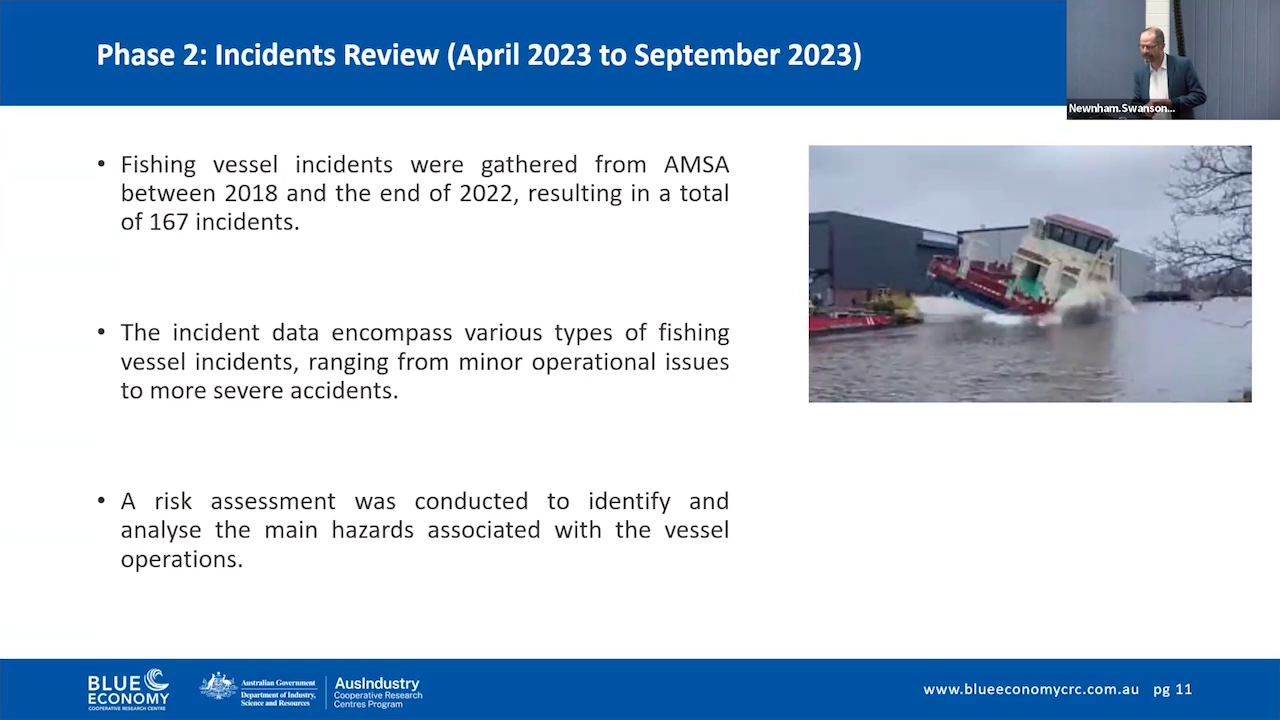 Phase 2: Incidents Review (April 2023 to September 2023)
Newnham.Swanson...
• Fishing vessel incidents were gathered from AMSA
between 2018 and the end of 2022, resulting in a total
of 167 incidents.
• The incident data encompass various types of fishing
vessel incidents, ranging from minor operational issues
to more severe accidents.
• A risk assessment was conducted to identify and
analyse the main hazards associated with the vessel
operations.
BLUE
ECONOMY
COOPERATIVE RESEARCH CENTRE
Australian Government
Department of Industry,
Science and Resources
AusIndustry
Cooperative Research
Centres Program
www.blueeconomycrc.com.au pg 11